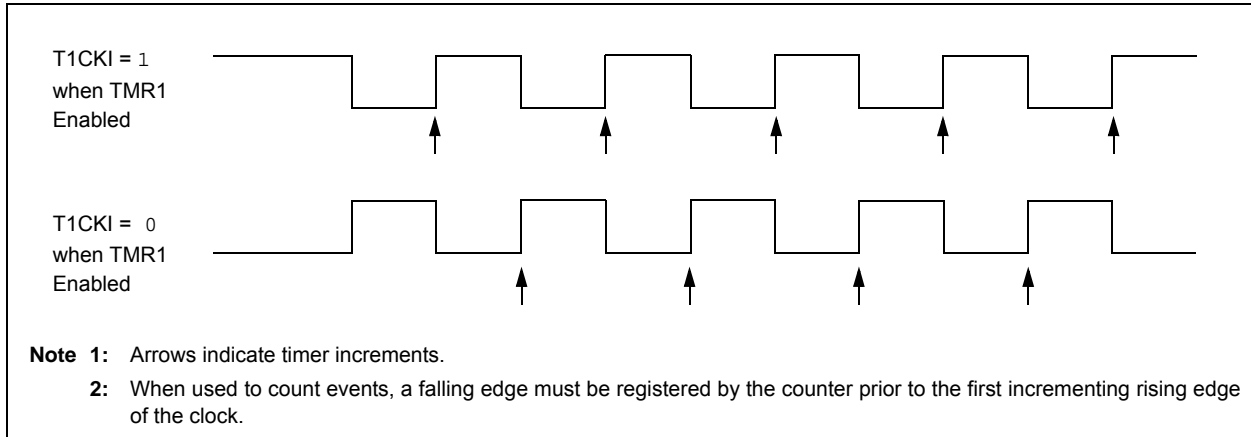 T1CKI = 1
when TMR1
Enabled
T1CKI = 0
when TMR1
Enabled
Note 1: Arrows indicate timer increments.
2: When used to count events, a falling edge must be registered by the counter prior to the first incrementing rising edge
of the clock.